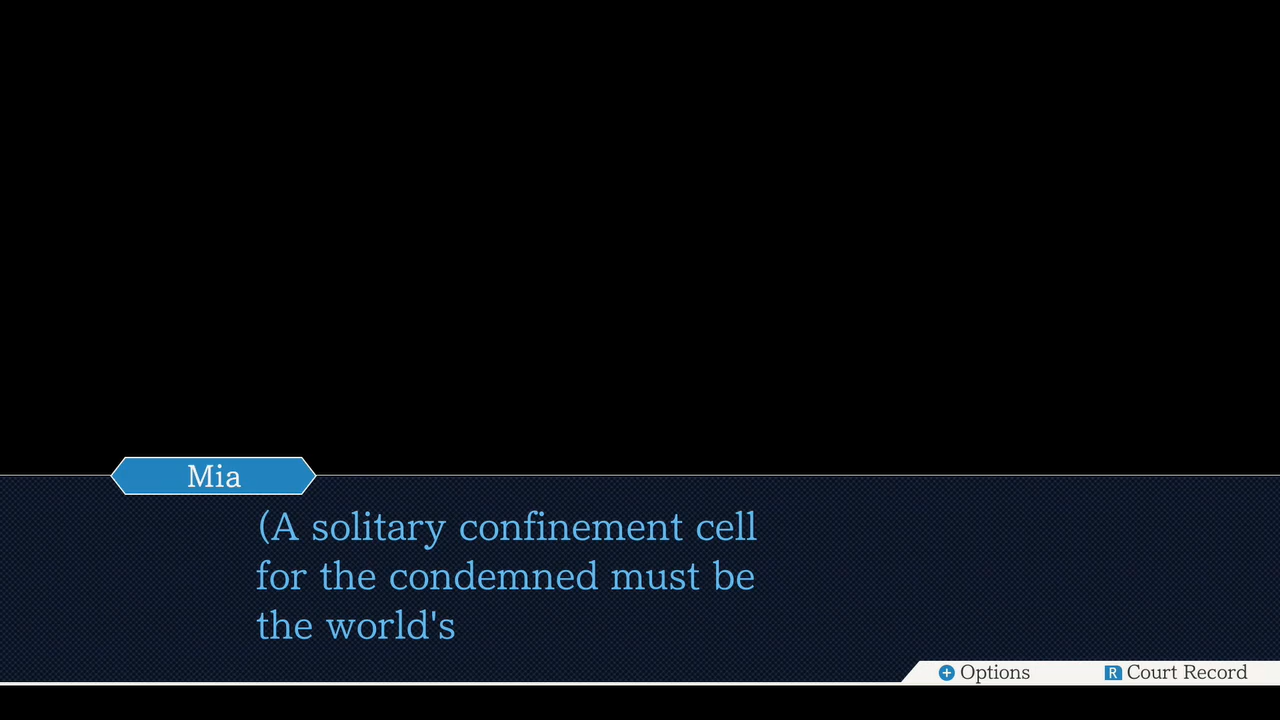 Mia
(A solitary confinement cell
for the condemned must be
the world's
+ Options R Court Record